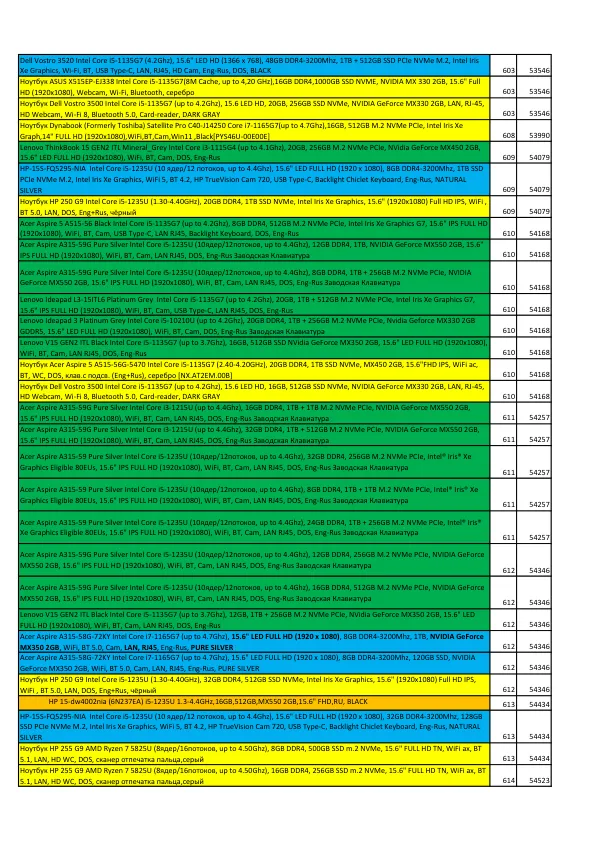 Dell Vostro 3520 Intel Core i5-1135G7 (4.2Ghz), 15.6" LED HD (1366 x 768), 48GB DDR4-3200Mhz, 1TB + 512GB SSD PCIe NVMe M.2, Intel Iris
Xe Graphics, Wi-Fi, BT, USB Type-C, LAN, RJ45, HD Cam, Eng-Rus, DOS, BLACK 603 53546
Ноутбук ASUS X515EP-EJ338 Intel Core i5-1135G7(8M Cache, up to 4,20 GHz),16GB DDR4,1000GB SSD NVME, NVIDIA MX 330 2GB, 15.6" Full
HD (1920x1080), Webcam, Wi-Fi, Bluetooth, серебро 603 53546
Ноутбук Dell Vostro 3500 Intel Core i5-1135G7 (up to 4.2Ghz), 15.6 LED HD, 20GB, 256GB SSD NVMe, NVIDIA GeForce MX330 2GB, LAN, RJ-45,
HD Webcam, Wi-Fi 8, Bluetooth 5.0, Card-reader, DARK GRAY 603 53546
Ноутбук Dynabook (Formerly Toshiba) Satellite Pro C40-J14250 Core i7-1165G7(up to 4.7Ghz),16GB, 512GB M.2 NVMe PCIe, Intel Iris Xe
Graph,14" FULL HD (1920x1080),WiFi,BT,Cam,Win11 ,Black[PYS46U-00E00E] 608 53990
Lenovo ThinkBook 15 GEN2 ITL Mineral_Grey Intel Core i3-1115G4 (up to 4.1Ghz), 20GB, 256GB SSD M.2 NVMe PCIe, Nvidia GeForce MX450 2GB,
15.6" LED FULL HD (1920x1080), WiFi, BT, Cam, DOS, Eng-Rus 609 54079
HP-15S-FQ5295-NIA Intel Core i5-1235U (10 ядер/12 потоков, up to 4.4Ghz), 15.6" LED FULL HD (1920 x 1080), 8GB DDR4-3200Mhz, 1TB SSD
PCIe NVMe M.2, Intel Iris Xe Graphics, WiFi 5, BT 4.2, HP TrueVision Cam 720, USB Type-C, Backlight Chiclet Keyboard, Eng-Rus, NATURAL
SILVER 609 54079
Ноутбук HP 250 G9 Intel Core i5-1235U (1.30-4.40GHz), 20GB DDR4, 1TB SSD NVMe, Intel Iris Xe Graphics, 15.6" (1920x1080) Full HD IPS, WiFi ,
BT 5.0, LAN, DOS, Eng+Rus, чёрный 609 54079
Acer Aspire 5 A515-56 Black Intel Core i5-1135G7 (up to 4.2Ghz), 8GB DDR4, 512GB M.2 NVMe PCIe, Intel Iris Xe Graphics G7, 15.6" IPS FULL HD
(1920x1080), WiFi, BT, Cam, USB Type-C, LAN RJ45, Backlight Keyboard, DOS, Eng-Rus 610 54168
Acer Aspire A315-59G Pure Silver Intel Core i5-1235U (10ядер/12потоков, up to 4.4Ghz), 12GB DDR4, 1TB, NVIDIA GeForce MX550 2GB, 15.6"
IPS FULL HD (1920x1080), WiFi, BT, Cam, LAN RJ45, DOS, Eng-Rus Заводская Клавиатура 610 54168
Acer Aspire A315-59G Pure Silver Intel Core i5-1235U (10ядер/12потоков, up to 4.4Ghz), 8GB DDR4, 1TB + 256GB M.2 NVMe PCIe, NVIDIA
GeForce MX550 2GB, 15.6" IPS FULL HD (1920x1080), WiFi, BT, Cam, LAN RJ45, DOS, Eng-Rus Заводская Клавиатура 610 54168
Lenovo Ideapad L3-15ITL6 Platinum Grey Intel Core i5-1135G7 (up to 4.2Ghz), 20GB, 1TB + 512GB M.2 NVMe PCIe, Intel Iris Xe Graphics G7,
15.6" IPS FULL HD (1920x1080), WiFi, BT, Cam, USB Type-C, LAN RJ45, DOS, Eng-Rus 610 54168
Lenovo Ideapad 3 Platinum Grey Intel Core i5-10210U (up to 4.2Ghz), 20GB DDR4, 1TB + 256GB M.2 NVMe PCIe, Nvidia GeForce MX330 2GB
GDDR5, 15.6" LED FULL HD (1920x1080), WiFi, BT, Cam, DOS, Eng-Rus Заводская Клавиатура 610 54168
Lenovo V15 GEN2 ITL Black Intel Core i5-1135G7 (up to 3.7Ghz), 16GB, 512GB SSD M.2 NVMe PCIe, NVidia GeForce MX350 2GB, 15.6" LED FULL HD (1920x1080),
WiFi, BT, Cam, LAN RJ45, DOS, Eng-Rus 610 54168
Ноутбук Acer Aspire 5 A515-56G-5470 Intel Core i5-1135G7 (2.40-4.20GHz), 20GB DDR4, 1TB SSD NVMe, MX450 2GB, 15.6"FHD IPS, WiFi ac,
BT, WC, DOS, клав.с подсв. (Eng+Rus), серебро [NX.AT2EM.00B] 610 54168
Ноутбук Dell Vostro 3500 Intel Core i5-1135G7 (up to 4.2Ghz), 15.6 LED HD, 16GB, 512GB SSD NVMe, NVIDIA GeForce MX330 2GB, LAN, RJ-45,
HD Webcam, Wi-Fi 8, Bluetooth 5.0, Card-reader, DARK GRAY 610 54168
Acer Aspire A315-59G Pure Silver Intel Core i3-1215U (up to 4.4Ghz), 16GB DDR4, 1TB + 1TB M.2 NVMe PCIe, NVIDIA GeForce MX550 2GB,
15.6" IPS FULL HD (1920x1080), WiFi, BT, Cam, LAN RJ45, DOS, Eng-Rus Заводская Клавиатура 611 54257
Acer Aspire A315-59G Pure Silver Intel Core i3-1215U (up to 4.4Ghz), 32GB DDR4, 1TB + 512GB M.2 NVMe PCIe, NVIDIA GeForce MX550 2GB,
15.6" IPS FULL HD (1920x1080), WiFi, BT, Cam, LAN RJ45, DOS, Eng-Rus Заводская Клавиатура 611 54257
Acer Aspire A315-59 Pure Silver Intel Core i5-1235U (10ядер/12потоков, up to 4.4Ghz), 32GB DDR4, 256GB M.2 NVMe PCIe, Intel® Iris® Xe
Graphics Eligible 80EUs, 15.6" IPS FULL HD (1920x1080), WiFi, BT, Cam, LAN RJ45, DOS, Eng-Rus Заводская Клавиатура 611 54257
Acer Aspire A315-59 Pure Silver Intel Core i5-1235U (10ядер/12потоков, up to 4.4Ghz), 8GB DDR4, 1TB + 1TB M.2 NVMe PCIe, Intel® Iris® Xe
Graphics Eligible 80EUs, 15.6" IPS FULL HD (1920x1080), WiFi, BT, Cam, LAN RJ45, DOS, Eng-Rus Заводская Клавиатура 611 54257
Acer Aspire A315-59 Pure Silver Intel Core i5-1235U (10ядер/12потоков, up to 4.4Ghz), 24GB DDR4, 1TB + 256GB M.2 NVMe PCIe, Intel® Iris®
Xe Graphics Eligible 80EUs, 15.6" IPS FULL HD (1920x1080), WiFi, BT, Cam, LAN RJ45, DOS, Eng-Rus Заводская Клавиатура 611 54257
Acer Aspire A315-59G Pure Silver Intel Core i5-1235U (10ядер/12потоков, up to 4.4Ghz), 12GB DDR4, 256GB M.2 NVMe PCIe, NVIDIA GeForce
MX550 2GB, 15.6" IPS FULL HD (1920x1080), WiFi, BT, Cam, LAN RJ45, DOS, Eng-Rus Заводская Клавиатура 612 54346
Acer Aspire A315-59G Pure Silver Intel Core i5-1235U (10ядер/12потоков, up to 4.4Ghz), 16GB DDR4, 512GB M.2 NVMe PCIe, NVIDIA GeForce
MX550 2GB, 15.6" IPS FULL HD (1920x1080), WiFi, BT, Cam, LAN RJ45, DOS, Eng-Rus Заводская Клавиатура 612 54346
Lenovo V15 GEN2 ITL Black Intel Core i5-1135G7 (up to 3.7Ghz), 12GB, 1TB + 256GB SSD M.2 NVMe PCIe, NVidia GeForce MX350 2GB, 15.6" LED
FULL HD (1920x1080), WiFi, BT, Cam, LAN RJ45, DOS, Eng-Rus 612 54346
Acer Aspire A315-58G-72KY Intel Core i7-1165G7 (up to 4.7Ghz), 15.6" LED FULL HD (1920 x 1080), 8GB DDR4-3200Mhz, 1TB, NVIDIA GeForce
MX350 2GB, WiFi, BT 5.0, Cam, LAN, RJ45, Eng-Rus, PURE SILVER 612 54346
Acer Aspire A315-58G-72KY Intel Core i7-1165G7 (up to 4.7Ghz), 15.6" LED FULL HD (1920 x 1080), 8GB DDR4-3200Mhz, 120GB SSD, NVIDIA
GeForce MX350 2GB, WiFi, BT 5.0, Cam, LAN, RJ45, Eng-Rus, PURE SILVER 612 54346
Ноутбук HP 250 G9 Intel Core i5-1235U (1.30-4.40GHz), 32GB DDR4, 512GB SSD NVMe, Intel Iris Xe Graphics, 15.6" (1920x1080) Full HD IPS,
WiFi , BT 5.0, LAN, DOS, Eng+Rus, чёрный 612 54346
HP 15-dw4002nia (6N237EA) i5-1235U 1.3-4.4GHz,16GB,512GB,MX550 2GB,15.6" FHD,RU, BLACK 613 54434
HP-15S-FQ5295-NIA Intel Core i5-1235U (10 ядер/12 потоков, up to 4.4Ghz), 15.6" LED FULL HD (1920 x 1080), 32GB DDR4-3200Mhz, 128GB
SSD PCIe NVMe M.2, Intel Iris Xe Graphics, WiFi 5, BT 4.2, HP TrueVision Cam 720, USB Type-C, Backlight Chiclet Keyboard, Eng-Rus, NATURAL
SILVER 613 54434
Ноутбук HP 255 G9 AMD Ryzen 7 5825U (8ядер/16потоков, up to 4.50Ghz), 8GB DDR4, 500GB SSD m.2 NVMe, 15.6" FULL HD TN, WiFi ax, BT
5.1, LAN, HD WC, DOS, сканер отпечатка пальца,серый 613 54434
Ноутбук HP 255 G9 AMD Ryzen 7 5825U (8ядер/16потоков, up to 4.50Ghz), 16GB DDR4, 256GB SSD m.2 NVMe, 15.6" FULL HD TN, WiFi ax, BT
5.1, LAN, HD WC, DOS, сканер отпечатка пальца,серый 614 54523